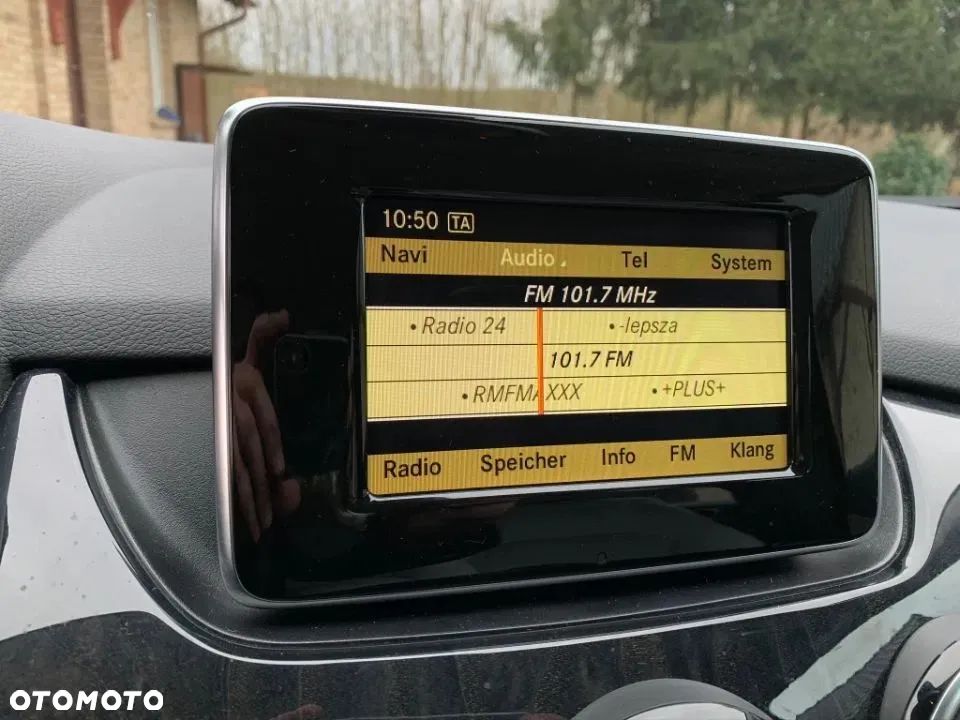 10:50 TA
Navi Audio Tel System
FM 101.7 MHz
•Radio 24 •-lepsza
101.7 FM
•RMFMAXXX •+PLUS+
Radio Speicher Info FM Klang
OTOMOTO